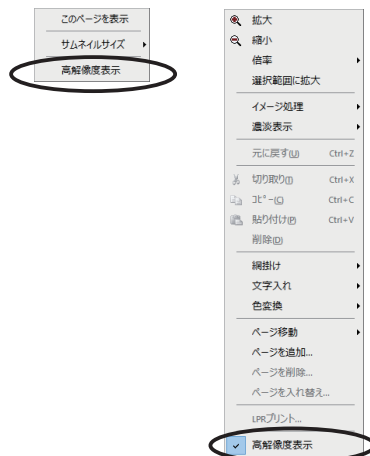 このページを表示
サムネイルサイズ
高解像度表示
拡大
縮小
倍率
選択範囲に拡大
イメージ処理
濃淡表示
元に戻す(U) Ctrl+Z
切り取り(T) Ctrl+X
コピー(C) Ctrl+C
貼り付け(P) Ctrl+V
削除(D)
網掛け
文字入れ
色変換
ページ移動
ページを追加...
ページを削除...
ページを入れ替え...
LPRプリント...
高解像度表示